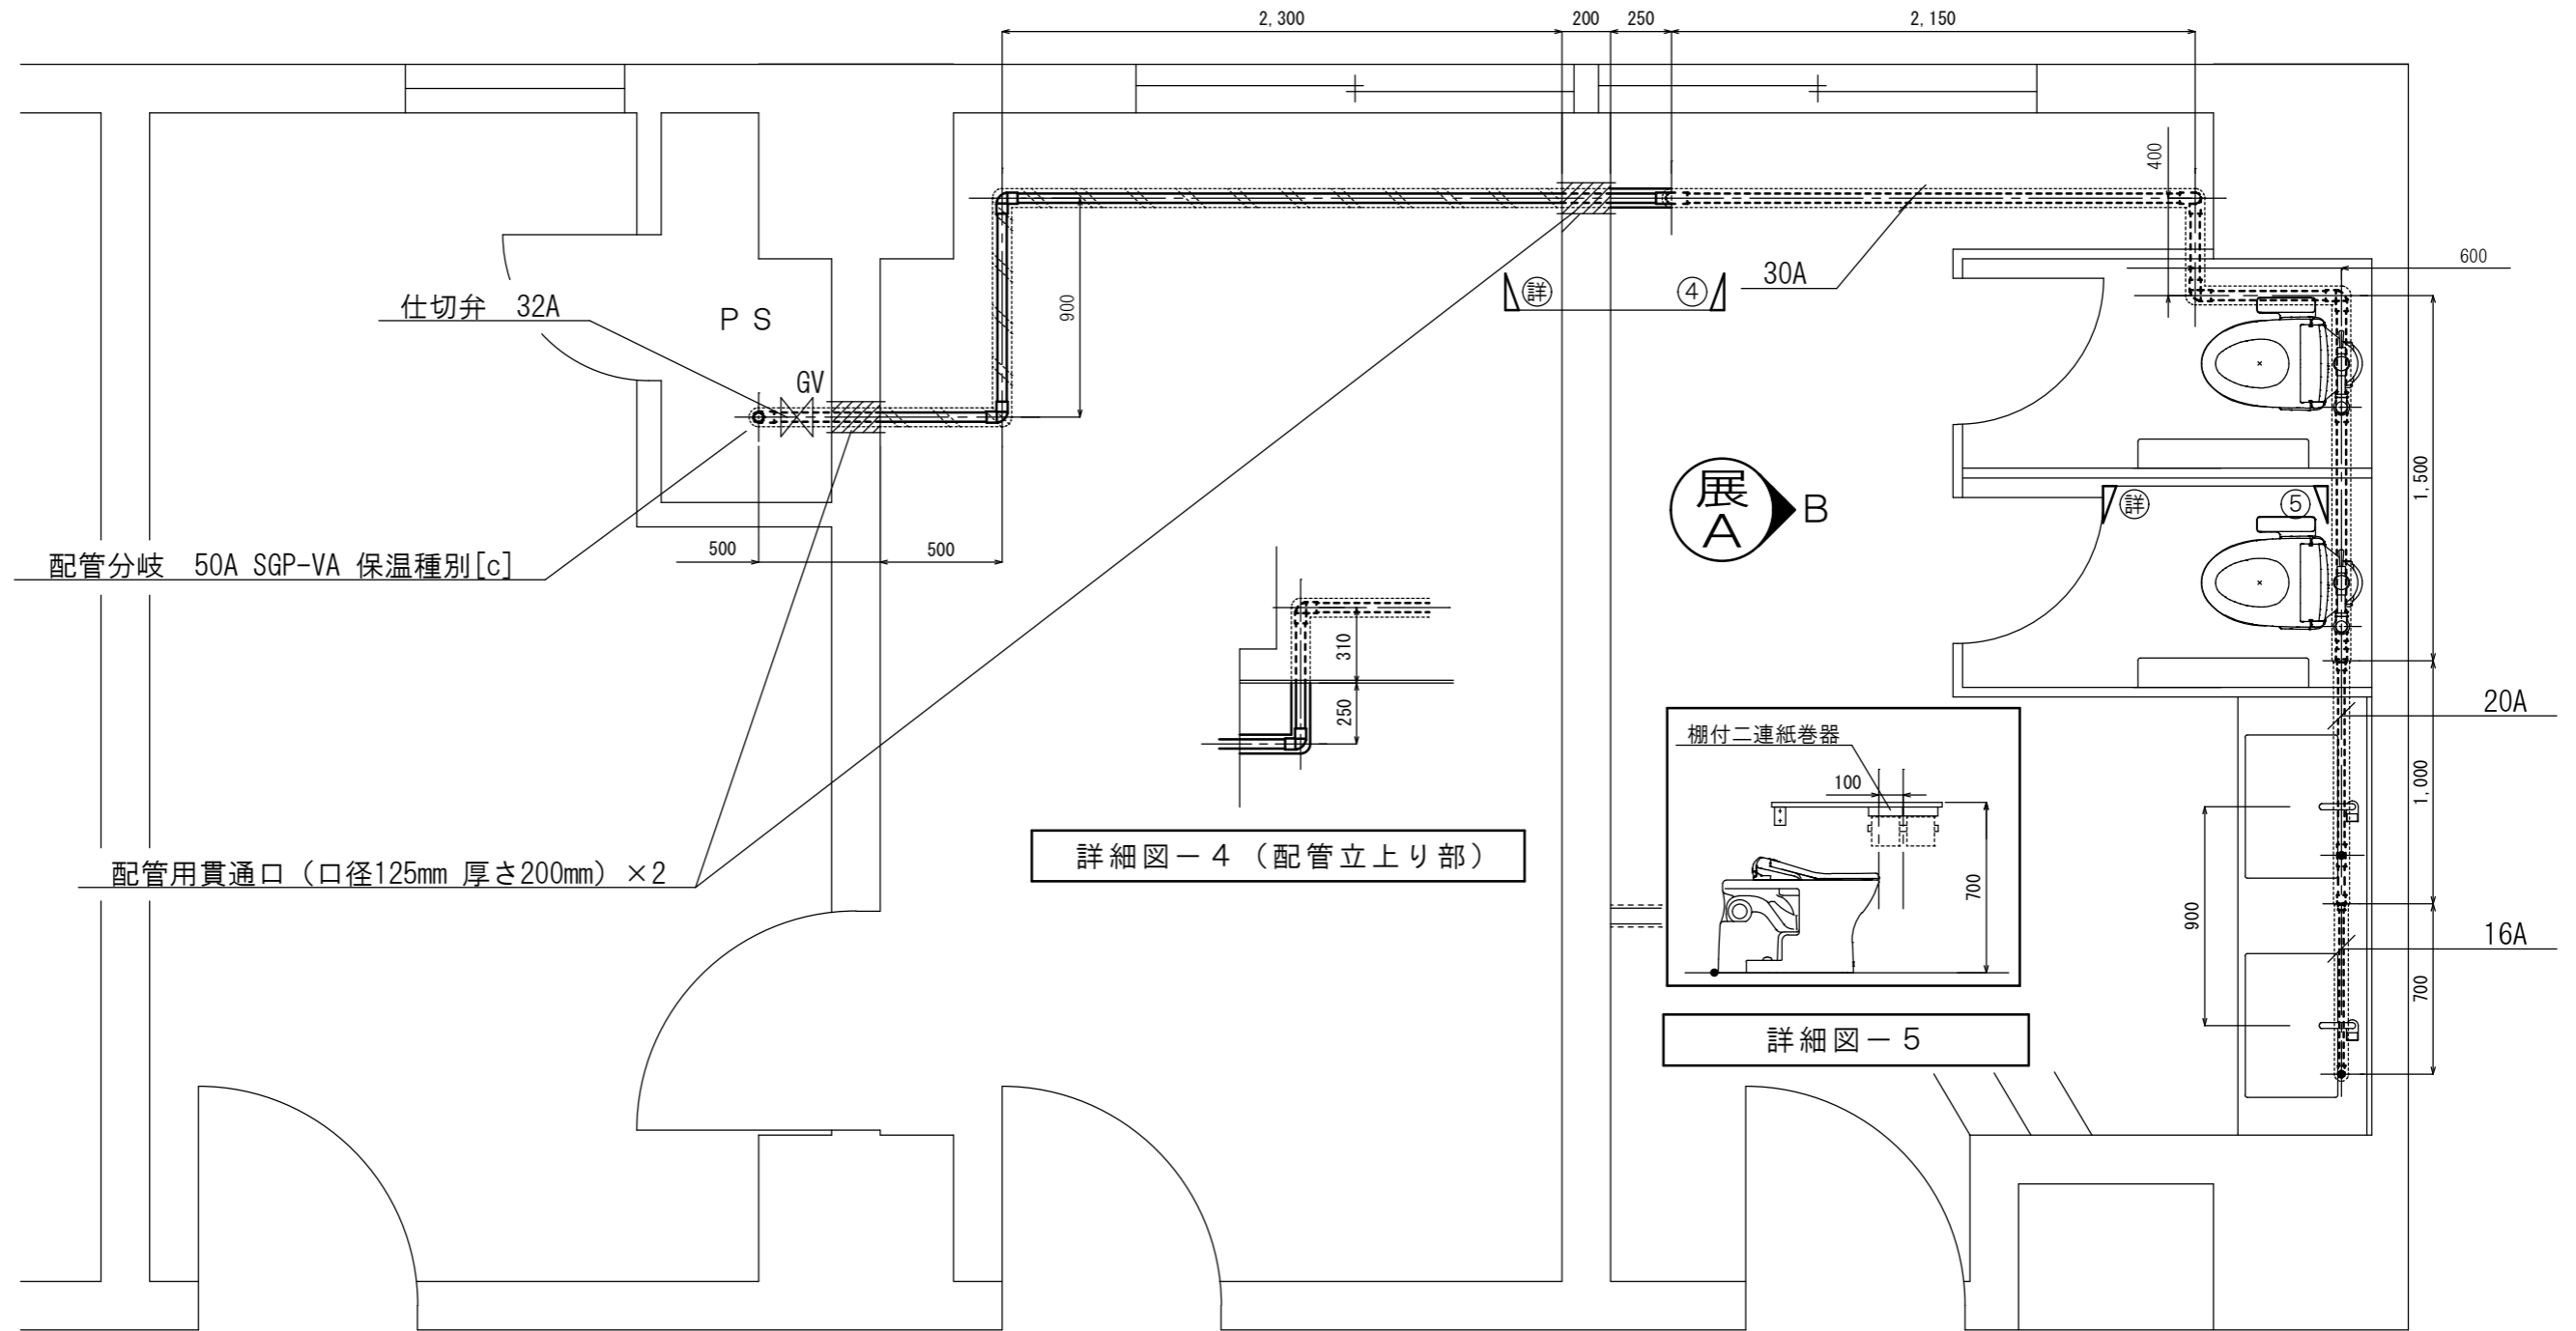 2,300
200
250
2,150
400
600
仕切弁 32A
PS
GV
900
詳
④
30A
展
A
B
詳
⑤
1,500
配管分岐 50A SGP-VA 保温種別[c]
500
500
310
250
20A
棚付二連紙巻器
100
700
1,000
900
配管用貫通口（口径125mm 厚さ200mm）×2
詳細図－４（配管立上り部）
16A
700
詳細図－５